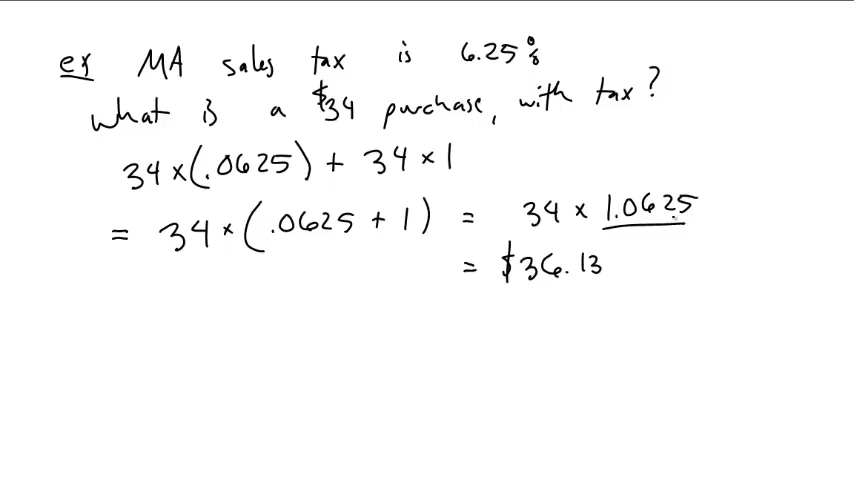 ex MA sales tax is 6.25%
What is a $34 purchase, with tax?
34×(.0625) + 34×1
= 34×(.0625 + 1) = 34 × 1.0625
= $36.13